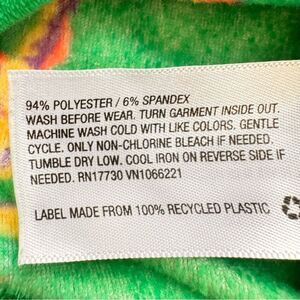 94% POLYESTER / 6% SPANDEX
WASH BEFORE WEAR. TURN GARMENT INSIDE OUT.
MACHINE WASH COLD WITH LIKE COLORS. GENTLE
CYCLE. ONLY NON-CHLORINE BLEACH IF NEEDED.
TUMBLE DRY LOW. COOL IRON ON REVERSE SIDE IF
NEEDED. RN17730 VN1066221
LABEL MADE FROM 100% RECYCLED PLASTIC